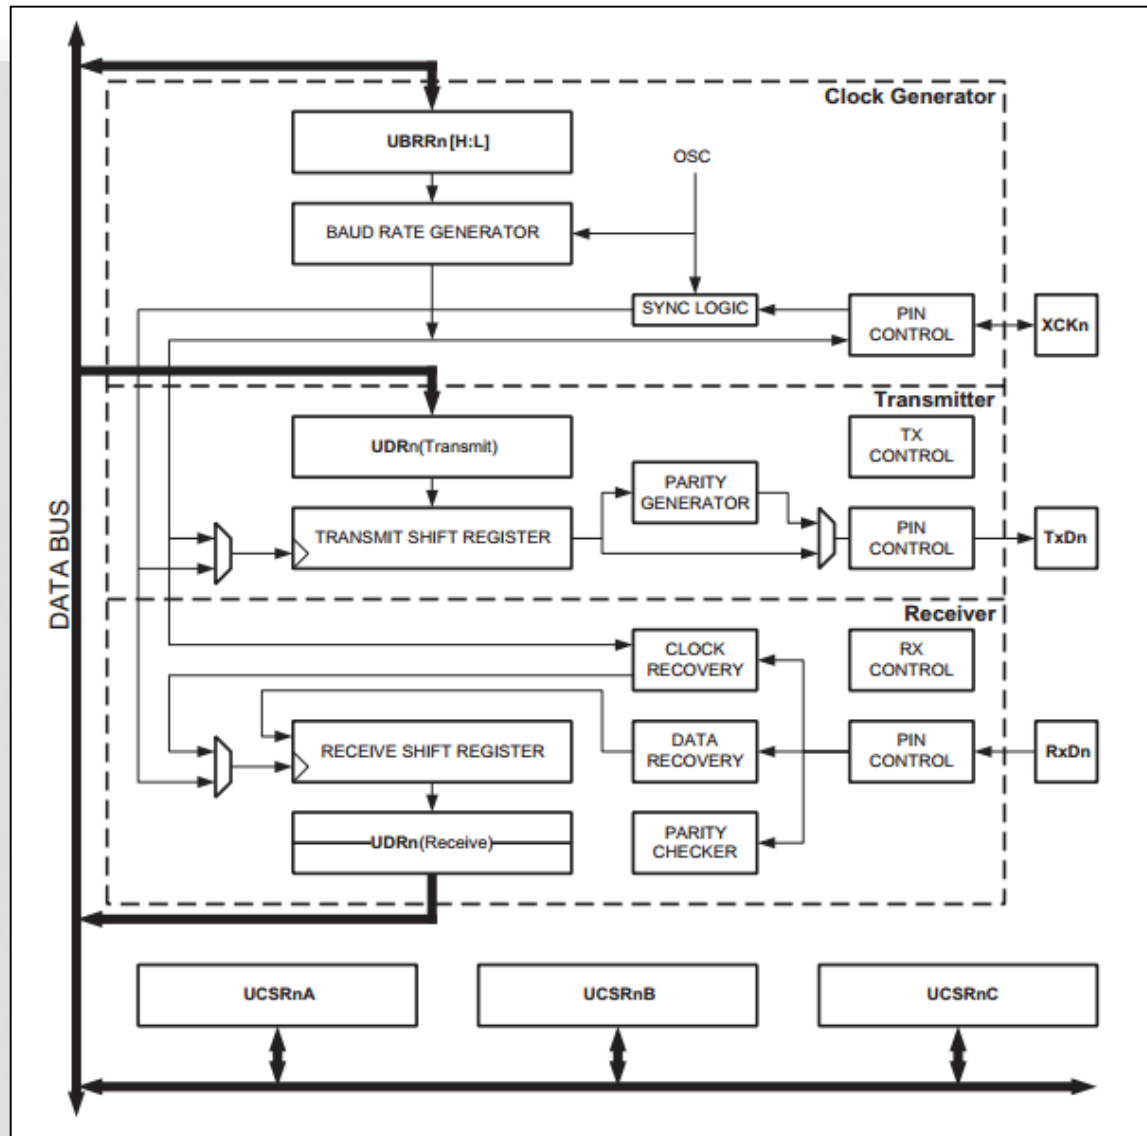 Clock Generator
UBRRn [H:L]
OSC
BAUD RATE GENERATOR
SYNC LOGIC
PIN
CONTROL
XCKn
Transmitter
TX
CONTROL
UDRn(Transmit)
PARITY
GENERATOR
TRANSMIT SHIFT REGISTER
PIN
CONTROL
TxDn
DATA BUS
Receiver
CLOCK
RECOVERY
RX
CONTROL
RECEIVE SHIFT REGISTER
DATA
RECOVERY
PIN
CONTROL
RxDn
UDRn(Receive)
PARITY
CHECKER
UCSRnA
UCSRnB
UCSRnC